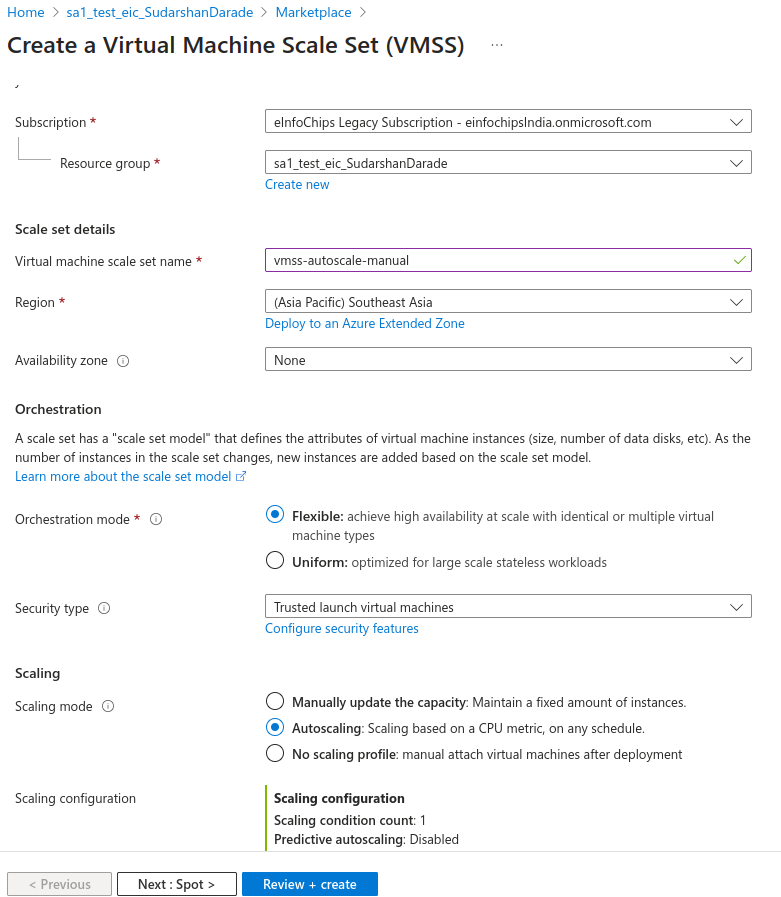 Home > sa1_test_eic_SudarshanDarade > Marketplace >
Create a Virtual Machine Scale Set (VMSS) ...
Subscription * eInfoChips Legacy Subscription - einfochipsIndia.onmicrosoft.com
Resource group * sa1_test_eic_SudarshanDarade
Create new
Scale set details
Virtual machine scale set name * vmss-autoscale-manual
Region * (Asia Pacific) Southeast Asia
Deploy to an Azure Extended Zone
Availability zone None
Orchestration
A scale set has a "scale set model" that defines the attributes of virtual machine instances (size, number of data disks, etc). As the
number of instances in the scale set changes, new instances are added based on the scale set model.
Learn more about the scale set model
Orchestration mode * Flexible: achieve high availability at scale with identical or multiple virtual
machine types
Uniform: optimized for large scale stateless workloads
Security type Trusted launch virtual machines
Configure security features
Scaling
Scaling mode Manually update the capacity: Maintain a fixed amount of instances.
Autoscaling: Scaling based on a CPU metric, on any schedule.
No scaling profile: manual attach virtual machines after deployment
Scaling configuration Scaling configuration
Scaling condition count: 1
Predictive autoscaling: Disabled
< Previous Next : Spot > Review + create